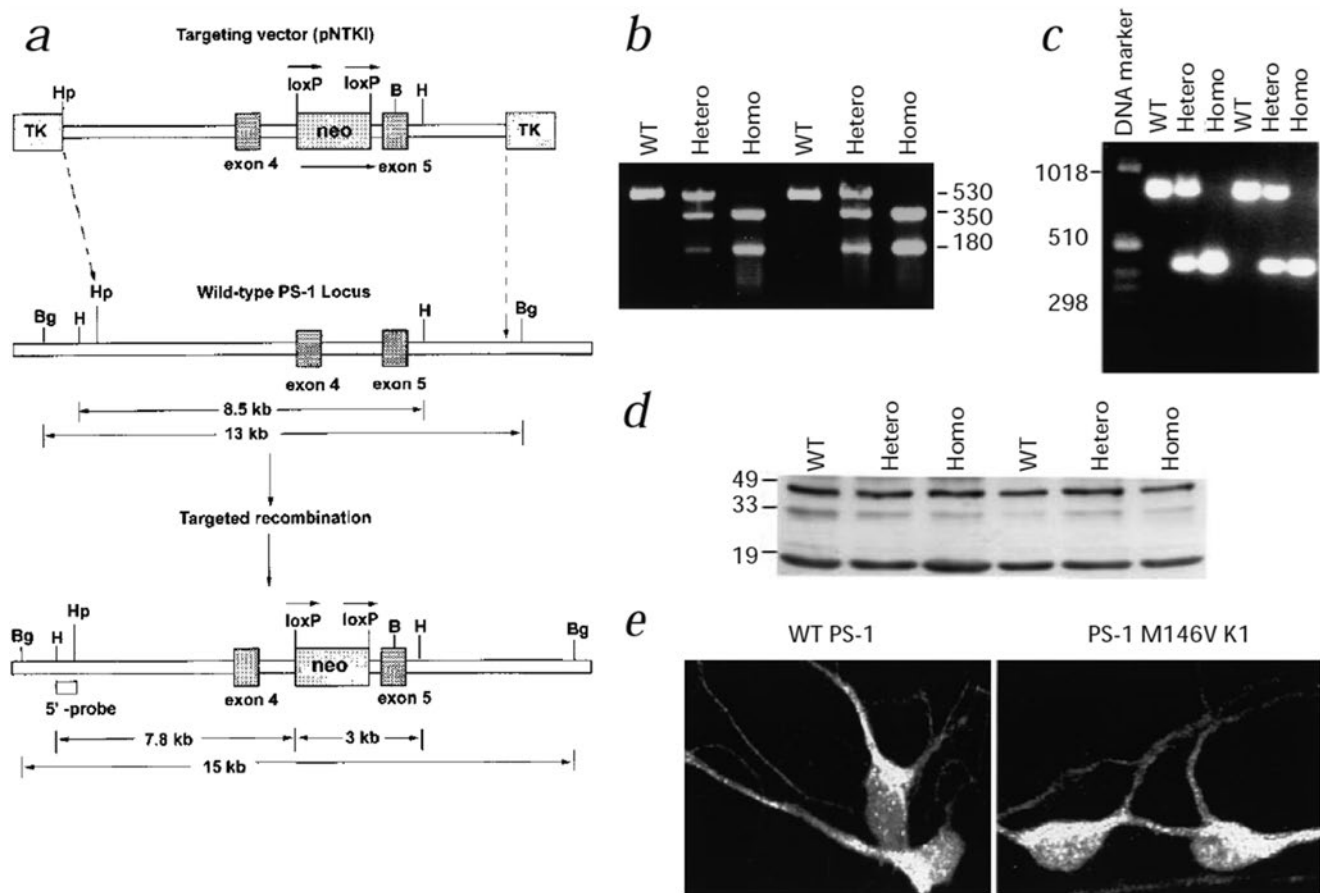 a
Targeting vector (pNTKI)
loxP loxP
Hp B H
TK neo TK
exon 4 exon 5
Hp Wild-type PS-1 Locus
Bg H H Bg
exon 4 exon 5
8.5 kb
13 kb
Targeted recombination
loxP loxP
Hp
Bg H B H Bg
neo
exon 4 exon 5
5' -probe
7.8 kb 3 kb
15 kb
b
WT Hetero Homo WT Hetero Homo
530
350
180
c
DNA marker WT Hetero Homo WT Hetero Homo
1018
510
298
d
WT Hetero Homo WT Hetero Homo
49
33
19
e
WT PS-1 PS-1 M146V K1